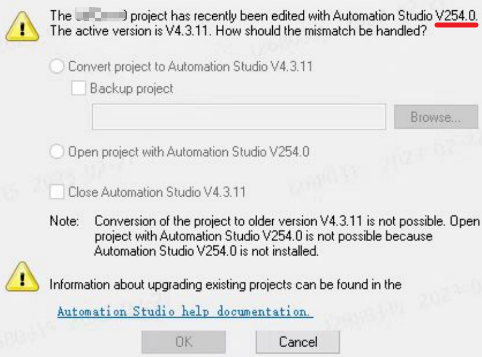 The project has recently been edited with Automation Studio V254.0.
The active version is V4.3.11. How should the mismatch be handled?
Convert project to Automation Studio V4.3.11
Backup project
Browse...
Open project with Automation Studio V254.0
Close Automation Studio V4.3.11
Note: Conversion of the project to older version V4.3.11 is not possible. Open
project with Automation Studio V254.0 is not possible because
Automation Studio V254.0 is not installed.
Information about upgrading existing projects can be found in the
Automation Studio help documentation.
OK
Cancel